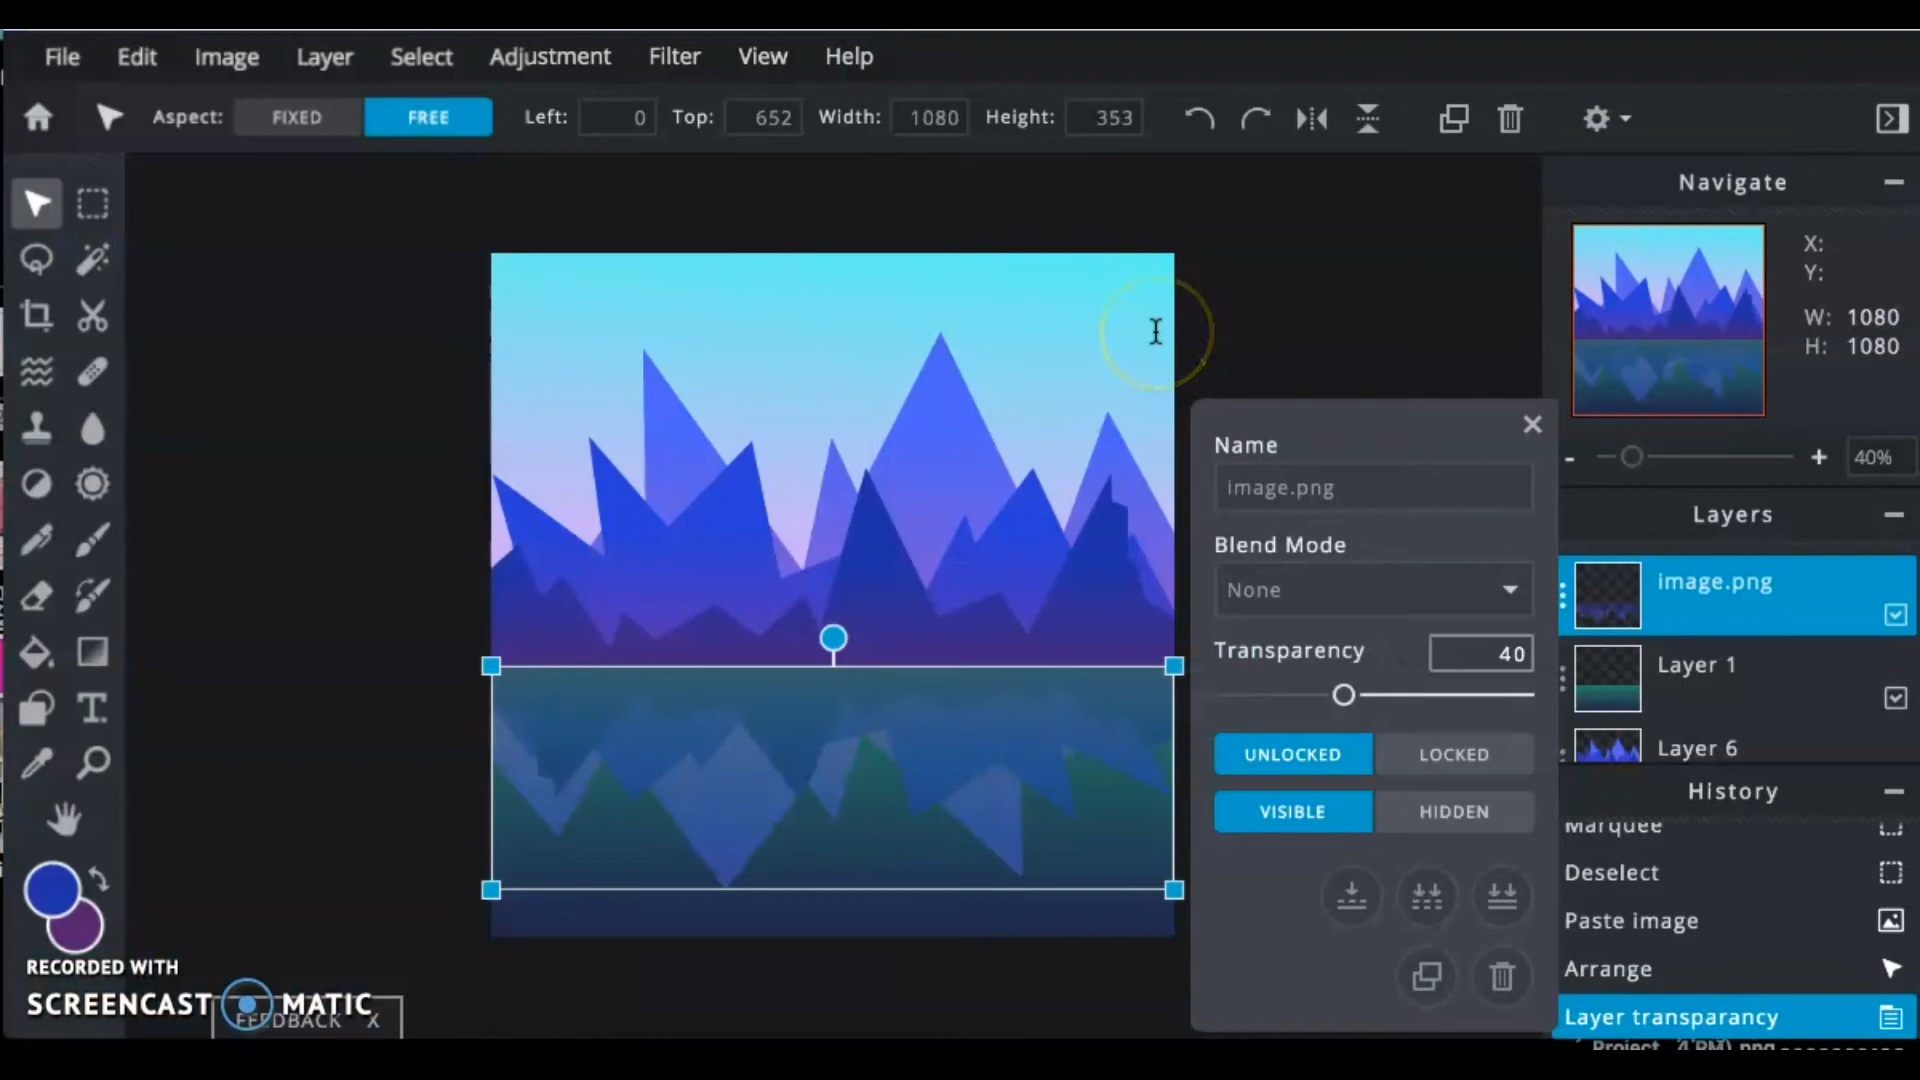 File Edit Image Layer Select Adjustment Filter View Help
Aspect: FIXED FREE Left: 0 Top: 652 Width: 1080 Height: 353
Navigate
X:
Y:
W: 1080
H: 1080
- + 40%
Layers
image.png
Layer 1
Layer 6
Name
image.png
Blend Mode
None
Transparency 40
UNLOCKED LOCKED
VISIBLE HIDDEN
History
Marquee
Deselect
Paste image
Arrange
Layer transparancy
T
RECORDED WITH
SCREENCAST MATIC
FEEDBACK X